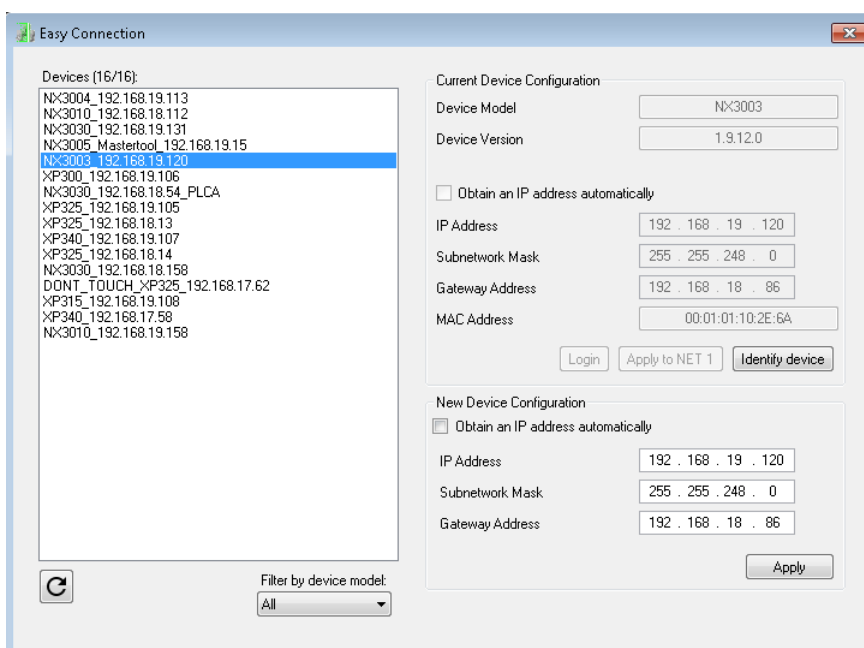 Easy Connection
Devices (16/16):
NX3004_192.168.19.113
NX3010_192.168.18.112
NX3030_192.168.19.131
NX3005_Mastertool_192.168.19.15
NX3003_192.168.19.120
XP300_192.168.19.106
NX3030_192.168.18.54_PLCA
XP325_192.168.19.105
XP325_192.168.18.13
XP340_192.168.19.107
XP325_192.168.18.14
NX3030_192.168.18.158
DONT_TOUCH_XP325_192.168.17.62
XP315_192.168.19.108
XP340_192.168.17.58
NX3010_192.168.19.158
Filter by device model:
All
Current Device Configuration
Device Model NX3003
Device Version 1.9.12.0
Obtain an IP address automatically
IP Address 192 . 168 . 19 . 120
Subnetwork Mask 255 . 255 . 248 . 0
Gateway Address 192 . 168 . 18 . 86
MAC Address 00:01:01:10:2E:6A
Login Apply to NET 1 Identify device
New Device Configuration
Obtain an IP address automatically
IP Address 192 . 168 . 19 . 120
Subnetwork Mask 255 . 255 . 248 . 0
Gateway Address 192 . 168 . 18 . 86
Apply